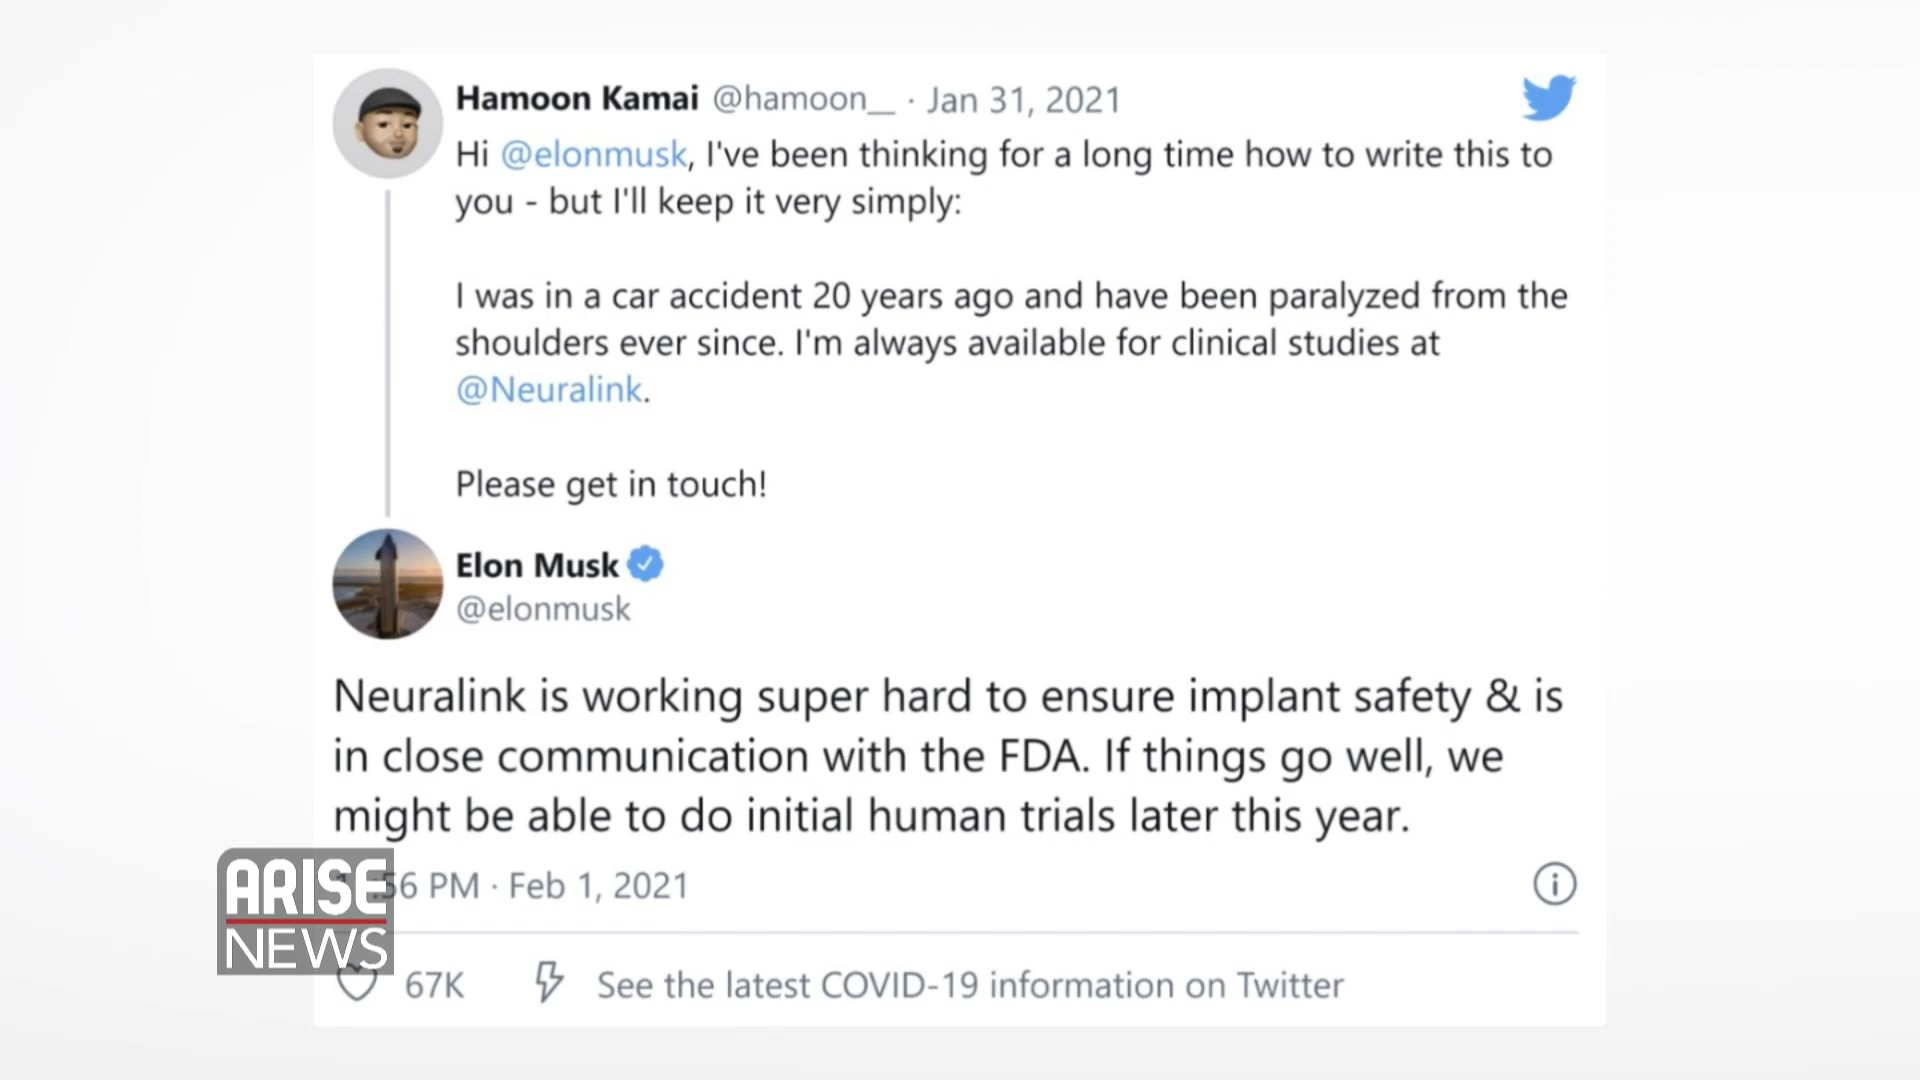 Hamoon Kamai @hamoon__ · Jan 31, 2021
Hi @elonmusk, I've been thinking for a long time how to write this to
you - but I'll keep it very simply:
I was in a car accident 20 years ago and have been paralyzed from the
shoulders ever since. I'm always available for clinical studies at
@Neuralink.
Please get in touch!
Elon Musk
@elonmusk
Neuralink is working super hard to ensure implant safety & is
in close communication with the FDA. If things go well, we
might be able to do initial human trials later this year.
PM · Feb 1, 2021
67K See the latest COVID-19 information on Twitter
ARISE
NEWS